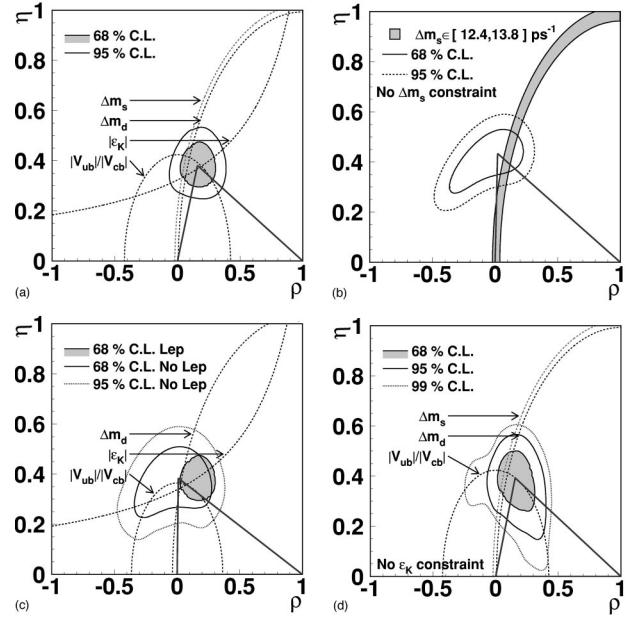 η
1
68 % C.L.
95 % C.L.
0.8
Δm_s
Δm_d
0.6
|ε_K|
|V_ub|/|V_cb|
0.4
0.2
0
-1 -0.5 0 0.5 1
(a)
ρ
η
1
Δm_s∈[ 12.4,13.8 ] ps⁻¹
68 % C.L.
0.8
95 % C.L.
No Δm_s constraint
0.6
0.4
0.2
0
-1 -0.5 0 0.5 1
(b)
ρ
η
1
68 % C.L. Lep
68 % C.L. No Lep
0.8
95 % C.L. No Lep
Δm_d
0.6
|ε_K|
|V_ub|/|V_cb|
0.4
0.2
0
-1 -0.5 0 0.5 1
(c)
ρ
η
1
68 % C.L.
95 % C.L.
0.8
99 % C.L.
Δm_s
0.6
Δm_d
|V_ub|/|V_cb|
0.4
0.2
No ε_K constraint
0
-1 -0.5 0 0.5 1
(d)
ρ